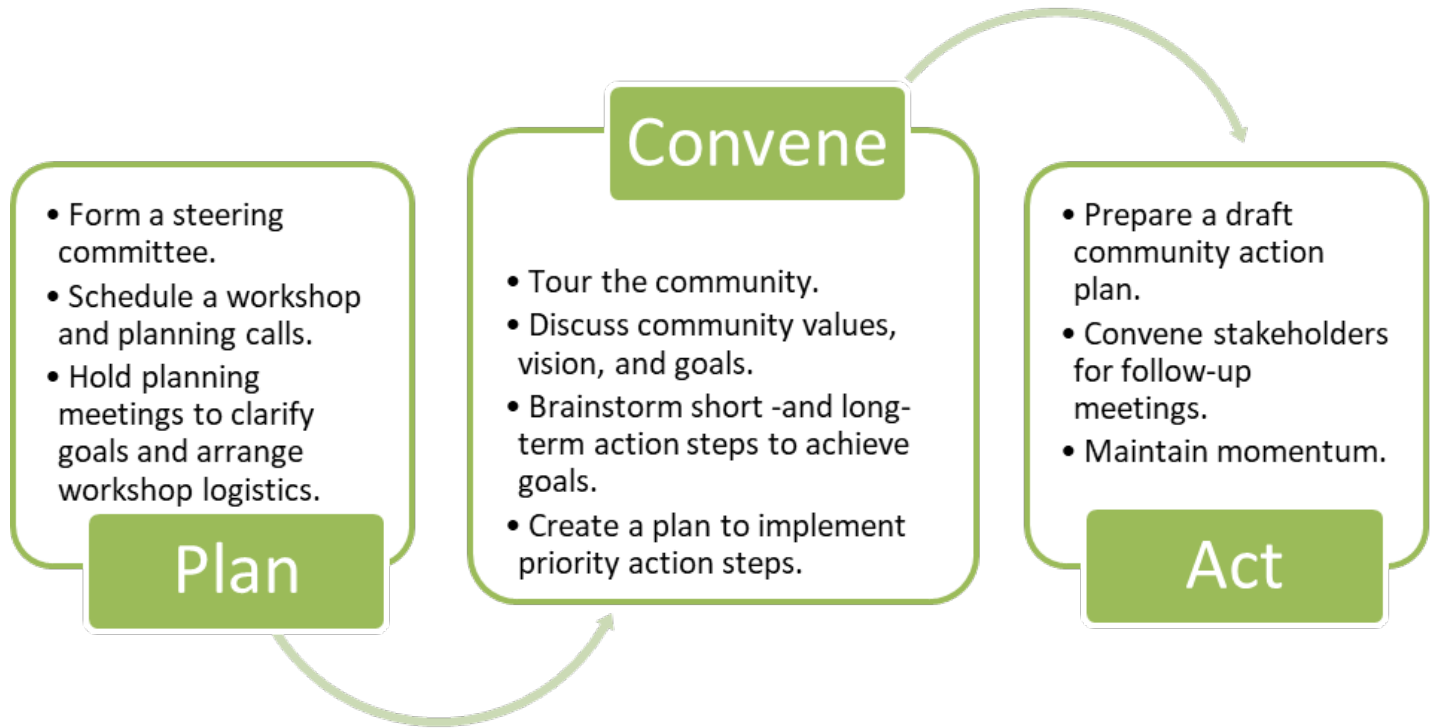 • Form a steering
committee.
• Schedule a workshop
and planning calls.
• Hold planning
meetings to clarify
goals and arrange
workshop logistics.
Plan
Convene
• Tour the community.
• Discuss community values,
vision, and goals.
• Brainstorm short -and long-
term action steps to achieve
goals.
• Create a plan to implement
priority action steps.
• Prepare a draft
community action
plan.
• Convene stakeholders
for follow-up
meetings.
• Maintain momentum.
Act